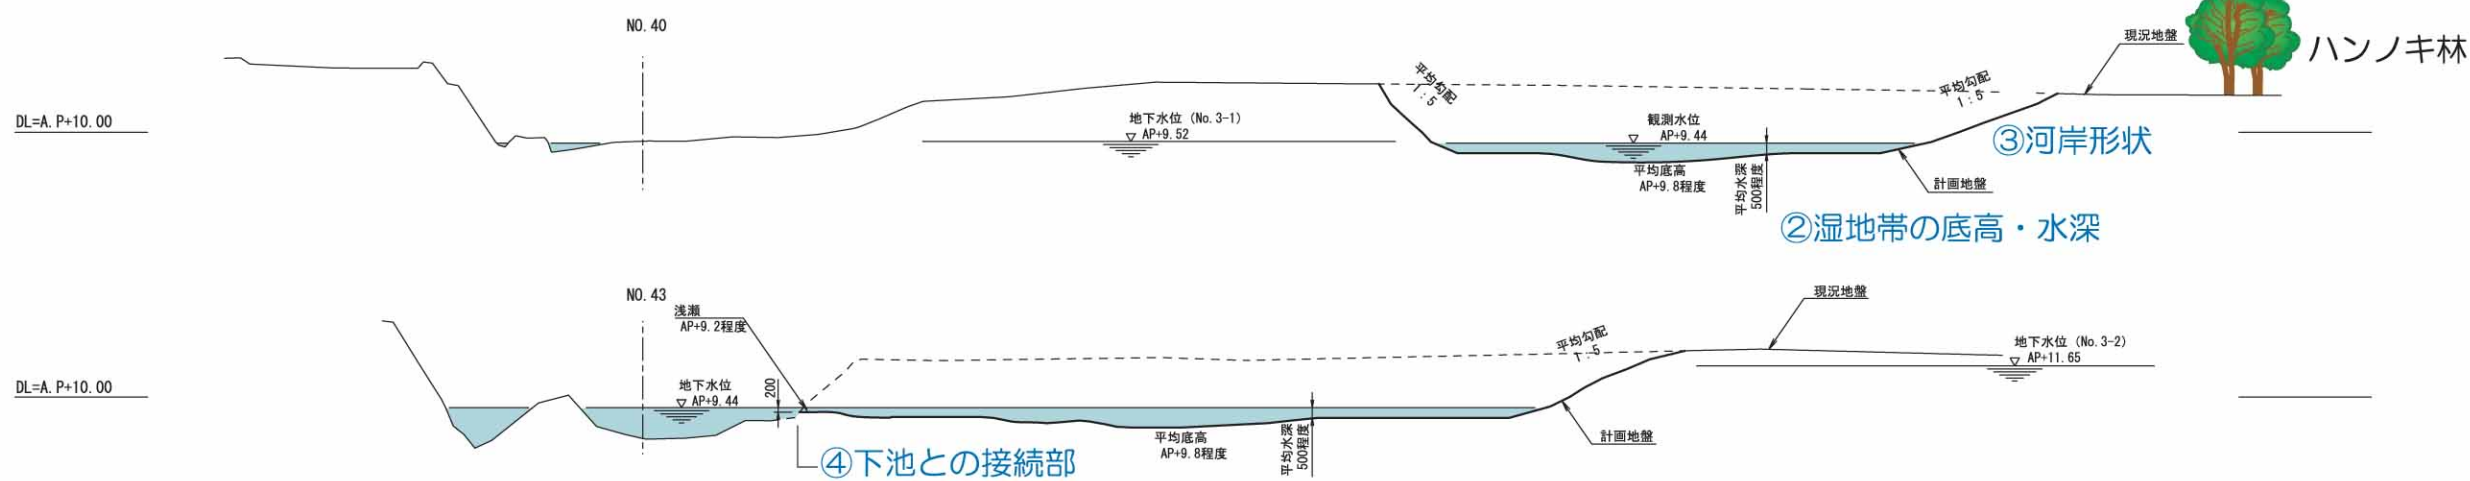 NO.40
現況地盤
ハンノキ林
平均勾配
1:5
平均勾配
1:5
DL=A.P+10.00
地下水位 (No.3-1)
AP+9.52
観測水位
AP+9.44
③河岸形状
平均底高
AP+9.8程度
平均水深
500程度
計画地盤
②湿地帯の底高・水深
NO.43
浅瀬
AP+9.2程度
現況地盤
平均勾配
1:5
地下水位 (No.3-2)
AP+11.65
DL=A.P+10.00
地下水位
AP+9.44
200
平均底高
AP+9.8程度
平均水深
500程度
計画地盤
④下池との接続部